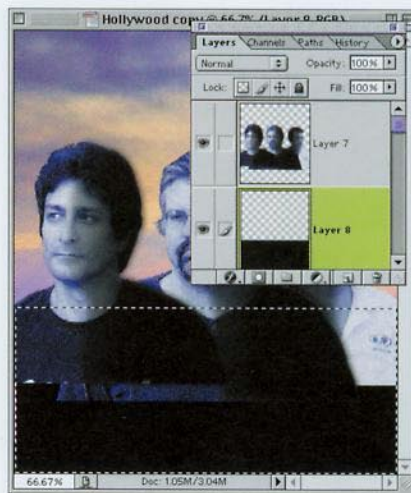 Hollywood copy @ 66.7% (Layer 8, RGB)
Layers Channels Paths History
Normal Opacity: 100%
Lock: Fill: 100%
Layer 7
Layer 8
66.67% Doc: 1.05M/3.04M